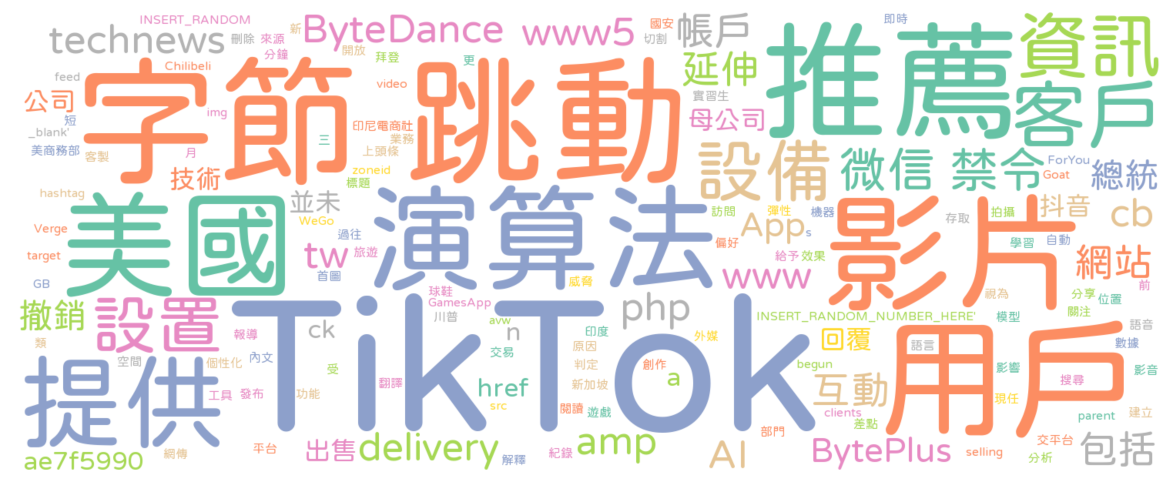 INSERT_RANDOM
technews
刪除
來源
分鐘
新
ByteDance
www5
國安
切割
帳戶
即時
資訊
推薦
feed
Chilibeli
開放
拜登
更
延伸
客戶
公司
短
字節跳動
video
實習生
母公司
img
_blank'
印尼電商社
業務
三
上頭條
美商務部
客製
月
設備
微信
禁令
ForYou
Goat
總統
技術
zoneid
標題
hashtag
並未
美國
演算法
訪問
彈性
機器
s
App
影片
存取
拍攝
抖音
cb
WeGo
過往
Verge
tw
旅遊
偏好
學習
自動
target
首圖
給予
效果
網站
GB
威脅
www
前
球鞋
GamesApp
視為
分享
位置
撤銷
設置
川普
php
關注
類
報導
ck
avw
n
印度
外媒
INSERT_RANDOM_NUMBER_HERE'
模型
語音
TikTok
原因
回覆
語言
用戶
數據
空間
個性化
內文
交易
判定
創作
begun
影響
影音
提供
受
翻譯
href
新加坡
a
互動
搜尋
工具
發布
功能
src
閱讀
遊戲
現任
clients
parent
建立
差點
平台
出售
delivery
amp
部門
交平台
包括
網傳
紀錄
AI
BytePlus
selling
分析
ae7f5990
解釋